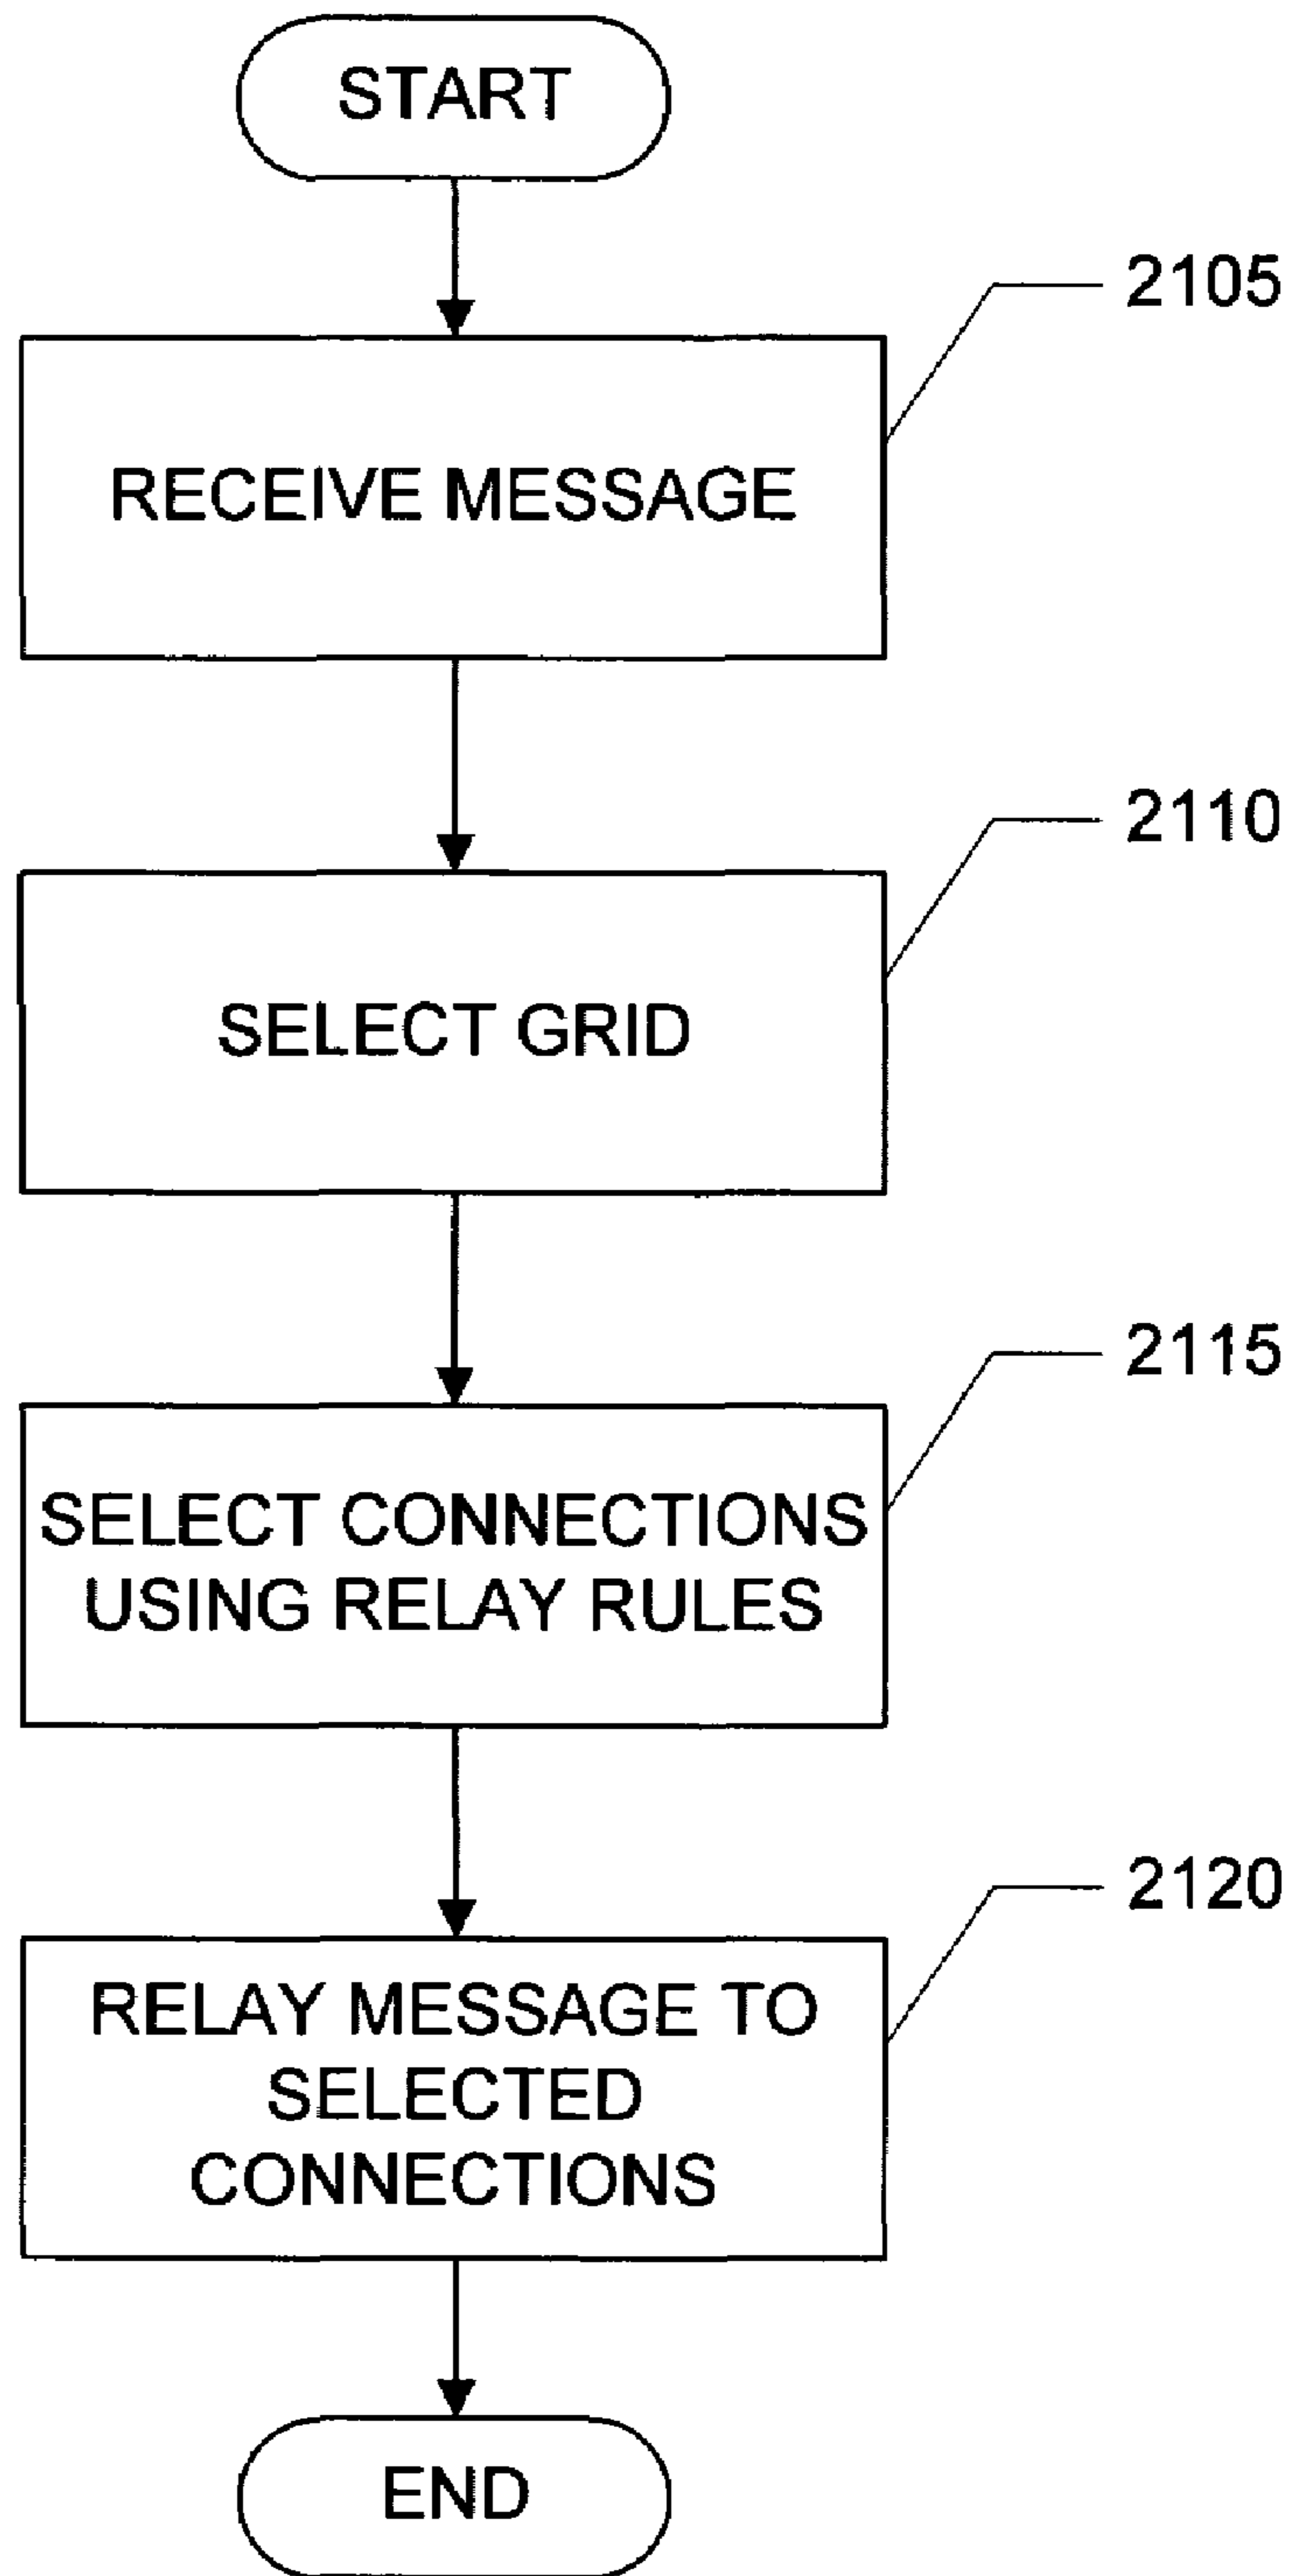 START
2105
RECEIVE MESSAGE
2110
SELECT GRID
2115
SELECT CONNECTIONS
USING RELAY RULES
2120
RELAY MESSAGE TO
SELECTED
CONNECTIONS
END